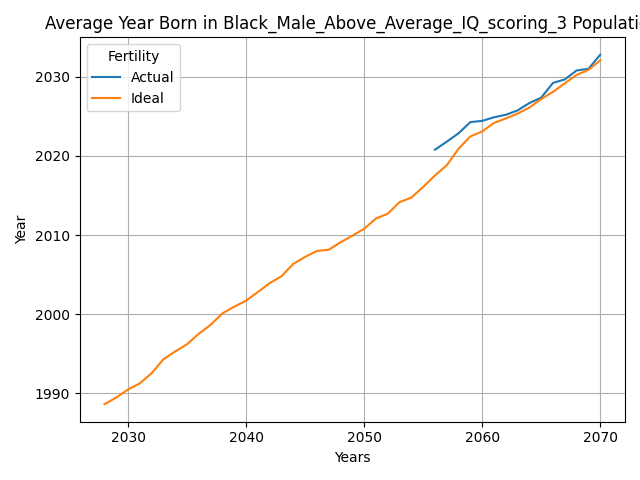 Average Year Born in Black_Male_Above_Average_IQ_scoring_3 Populati
Fertility
Actual
Ideal
2030
2020
2010
2000
1990
Year
2030 2040 2050 2060 2070
Years